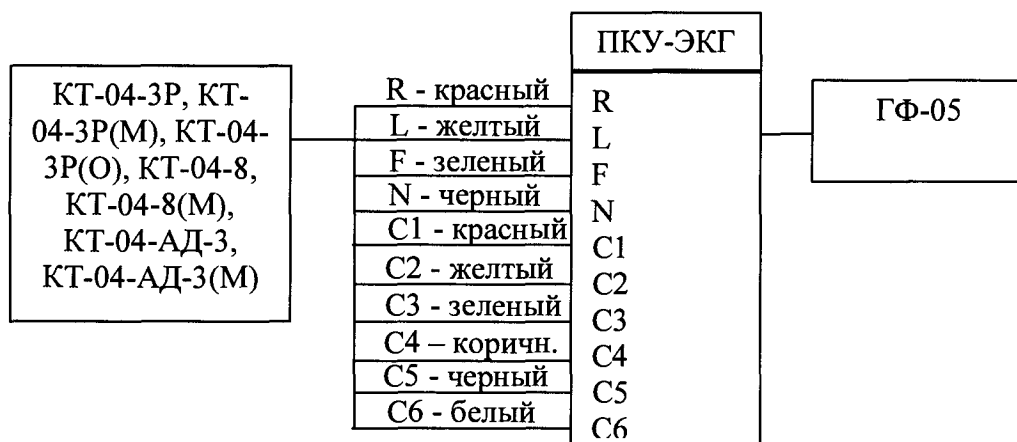 КТ-04-3Р, КТ-
04-3Р(М), КТ-04-
3Р(О), КТ-04-8,
КТ-04-8(М),
КТ-04-АД-3,
КТ-04-АД-3(М)
R - красный
L - желтый
F - зеленый
N - черный
C1 - красный
C2 - желтый
C3 - зеленый
C4 – коричн.
C5 - черный
C6 - белый
ПКУ-ЭКГ
R
L
F
N
C1
C2
C3
C4
C5
C6
ГФ-05